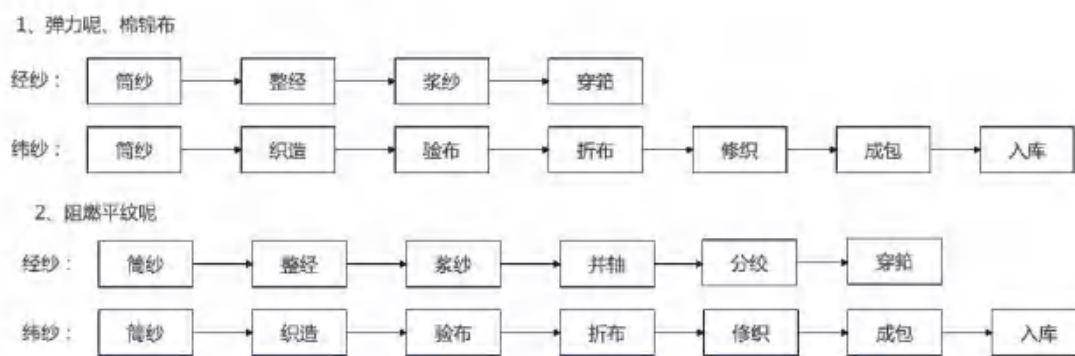 1、弹力呢、棉锦布
经纱： 筒纱 整经 浆纱 穿筘
纬纱： 筒纱 织造 验布 折布 修织 成包 入库
2、阻燃平纹呢
经纱： 筒纱 整经 浆纱 并轴 分绞 穿筘
纬纱： 筒纱 织造 验布 折布 修织 成包 入库